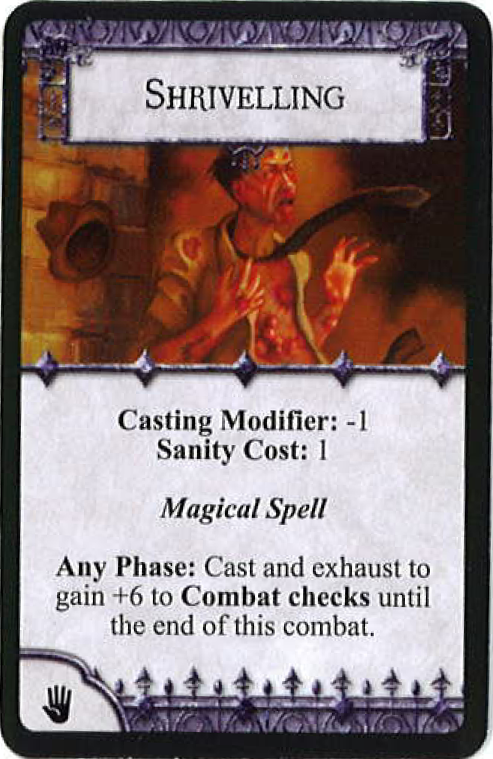 SHRIVELLING
Casting Modifier: -1
Sanity Cost: 1
Magical Spell
Any Phase: Cast and exhaust to
gain +6 to Combat checks until
the end of this combat.